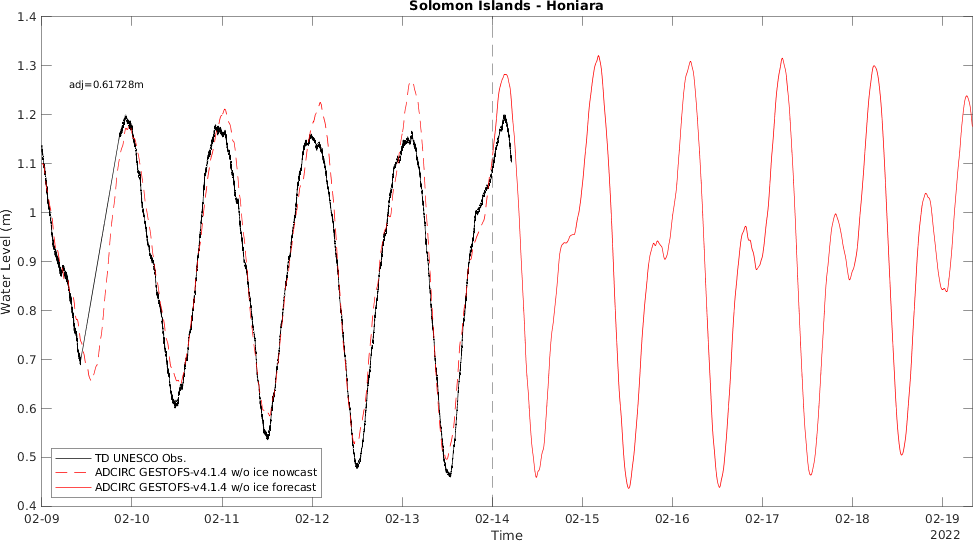 Solomon Islands - Honiara
1.4
1.3
1.2
1.1
1
0.9
0.8
0.7
0.6
0.5
0.4
Water Level (m)
adj=0.61728m
TD UNESCO Obs.
ADCIRC GESTOFS-v4.1.4 w/o ice nowcast
ADCIRC GESTOFS-v4.1.4 w/o ice forecast
02-09 02-10 02-11 02-12 02-13 02-14 02-15 02-16 02-17 02-18 02-19
2022
Time